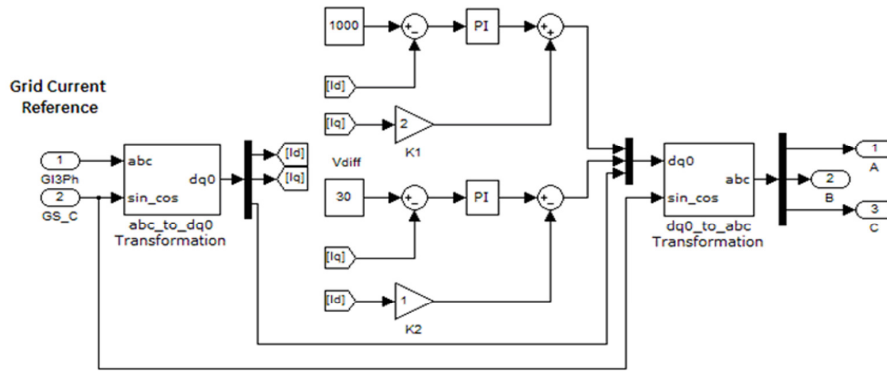 Grid Current
Reference
1
GI3Ph
2
GS_C
abc
dq0
sin_cos
abc_to_dq0
Transformation
[Id]
[Iq]
1000
+
−
PI
+
+
[Id]
[Iq]
2
K1
Vdiff
30
+
−
PI
+
−
[Iq]
[Id]
1
K2
dq0
abc
sin_cos
dq0_to_abc
Transformation
1
A
2
B
3
C